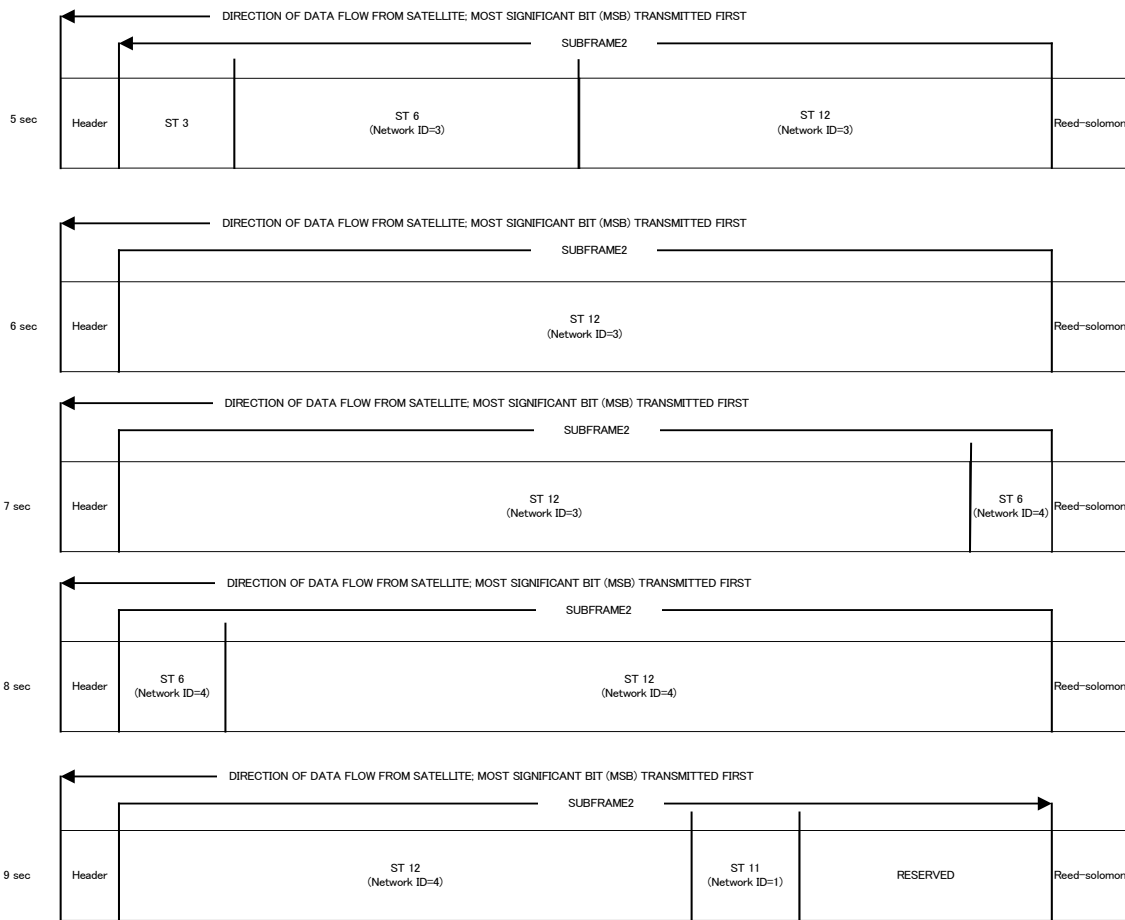 DIRECTION OF DATA FLOW FROM SATELLITE; MOST SIGNIFICANT BIT (MSB) TRANSMITTED FIRST
SUBFRAME2
5 sec
Header
ST 3
ST 6
(Network ID=3)
ST 12
(Network ID=3)
Reed-solomon
DIRECTION OF DATA FLOW FROM SATELLITE; MOST SIGNIFICANT BIT (MSB) TRANSMITTED FIRST
SUBFRAME2
6 sec
Header
ST 12
(Network ID=3)
Reed-solomon
DIRECTION OF DATA FLOW FROM SATELLITE; MOST SIGNIFICANT BIT (MSB) TRANSMITTED FIRST
SUBFRAME2
7 sec
Header
ST 12
(Network ID=3)
ST 6
(Network ID=4)
Reed-solomon
DIRECTION OF DATA FLOW FROM SATELLITE; MOST SIGNIFICANT BIT (MSB) TRANSMITTED FIRST
SUBFRAME2
8 sec
Header
ST 6
(Network ID=4)
ST 12
(Network ID=4)
Reed-solomon
DIRECTION OF DATA FLOW FROM SATELLITE; MOST SIGNIFICANT BIT (MSB) TRANSMITTED FIRST
SUBFRAME2
9 sec
Header
ST 12
(Network ID=4)
ST 11
(Network ID=1)
RESERVED
Reed-solomon